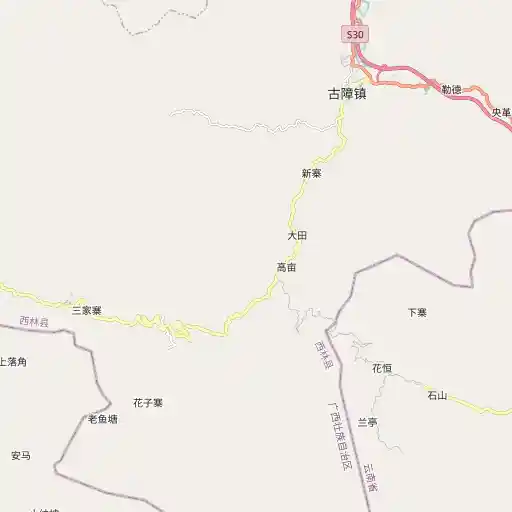 S30
古障镇
勒德
央革
新寨
大田
高亩
三家寨
下寨
西林县
西林县
上落角
花恒
石山
花子寨
老鱼塘
兰亭
广西壮族自治区
安马
云南省